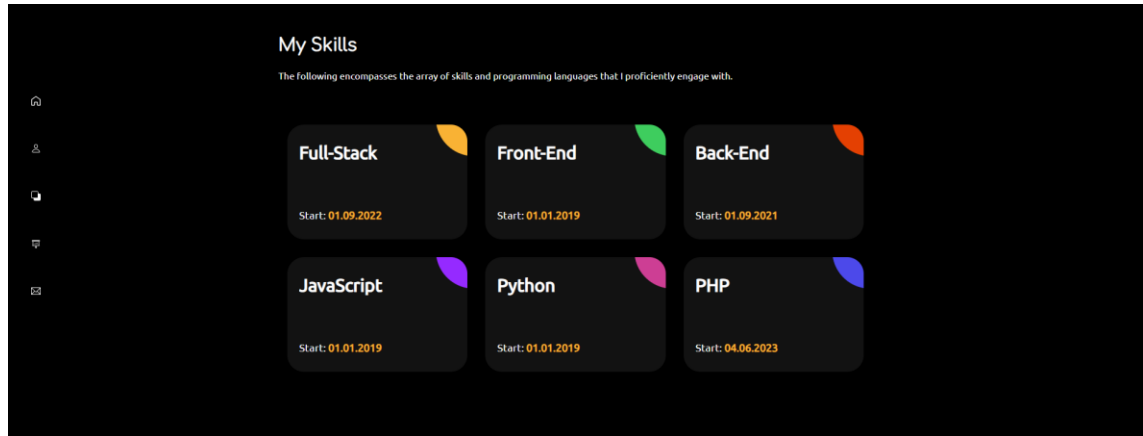 My Skills
The following encompasses the array of skills and programming languages that I proficiently engage with.
Full-Stack
Start: 01.09.2022
Front-End
Start: 01.01.2019
Back-End
Start: 01.09.2021
JavaScript
Start: 01.01.2019
Python
Start: 01.01.2019
PHP
Start: 04.06.2023